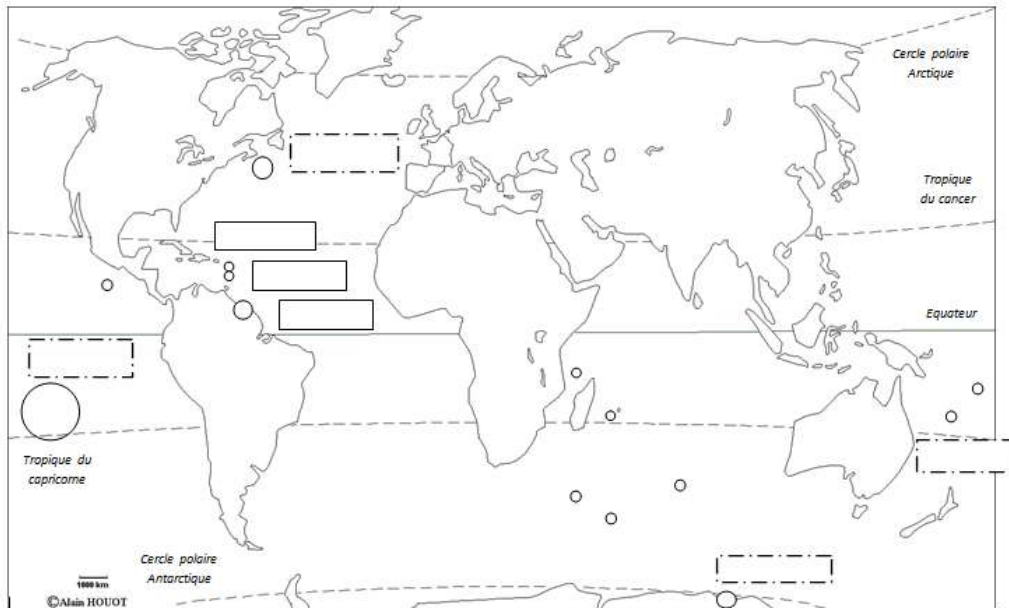 Cercle polaire
Arctique
Tropique
du cancer
Equateur
Tropique du
capricorne
Cercle polaire
Antarctique
1000 km
©Alain HOUOT